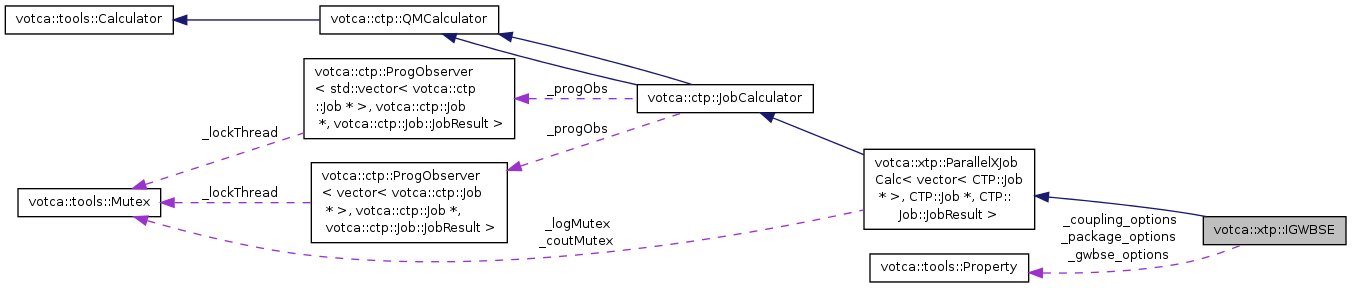 votca::tools::Calculator
votca::ctp::QMCalculator
votca::ctp::ProgObserver
< std::vector< votca::ctp
::Job * >, votca::ctp::Job
*, votca::ctp::Job::JobResult >
_progObs
votca::ctp::JobCalculator
_lockThread
_progObs
votca::ctp::ProgObserver
< vector< votca::ctp::Job
* >, votca::ctp::Job *,
votca::ctp::Job::JobResult >
votca::xtp::ParallelXJob
Calc< vector< CTP::Job
* >, CTP::Job *, CTP::
Job::JobResult >
_lockThread
votca::tools::Mutex
_logMutex
_coutMutex
_coupling_options
_package_options
_gwbse_options
votca::xtp::IGWBSE
votca::tools::Property